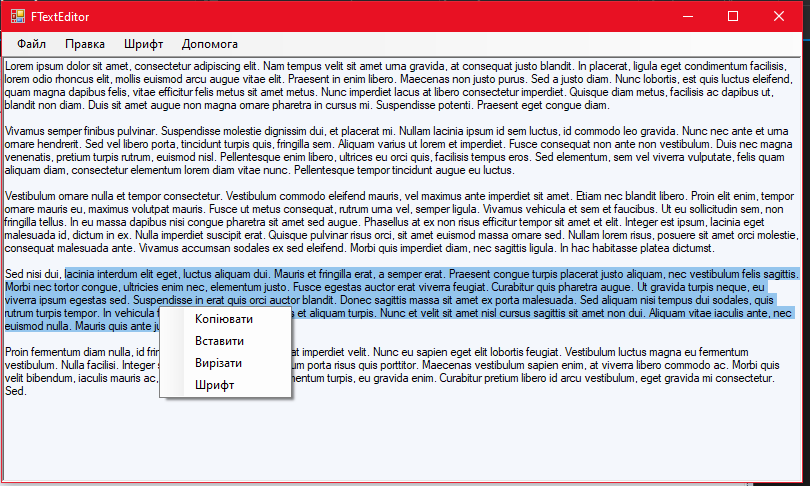 FTextEditor
Файл Правка Шрифт Допомога
Lorem ipsum dolor sit amet, consectetur adipiscing elit. Nam tempus velit sit amet urna gravida, at consequat justo blandit. In placerat, ligula eget condimentum facilisis,
lorem odio rhoncus elit, mollis euismod arcu augue vitae elit. Praesent in enim libero. Maecenas non justo purus. Sed a justo diam. Nunc lobortis, est quis luctus eleifend,
quam magna dapibus felis, vitae efficitur felis metus sit amet metus. Nunc imperdiet lacus at libero consectetur imperdiet. Quisque diam metus, facilisis ac dapibus ut,
blandit non diam. Duis sit amet augue non magna ornare pharetra in cursus mi. Suspendisse potenti. Praesent eget congue diam.
Vivamus semper finibus pulvinar. Suspendisse molestie dignissim dui, et placerat mi. Nullam lacinia ipsum id sem luctus, id commodo leo gravida. Nunc nec ante et urna
ornare hendrerit. Sed vel libero porta, tincidunt turpis quis, fringilla sem. Aliquam varius ut lorem et imperdiet. Fusce consequat non ante non vestibulum. Duis nec magna
venenatis, pretium turpis rutrum, euismod nisl. Pellentesque enim libero, ultrices eu orci quis, facilisis tempus eros. Sed elementum, sem vel viverra vulputate, felis quam
aliquam diam, consectetur elementum lorem diam vitae nunc. Pellentesque tempor tincidunt augue eu luctus.
Vestibulum ornare nulla et tempor consectetur. Vestibulum commodo eleifend mauris, vel maximus ante imperdiet sit amet. Etiam nec blandit libero. Proin elit enim, tempor
ornare mauris eu, maximus volutpat mauris. Fusce ut metus consequat, rutrum urna vel, semper ligula. Vivamus vehicula et sem et faucibus. Ut eu sollicitudin sem, non
fringilla tellus. In eu massa dapibus nisi congue pharetra sit amet sed augue. Phasellus at ex non risus efficitur tempor sit amet et elit. Integer est ipsum, lacinia eget
malesuada id, dictum in ex. Nulla imperdiet suscipit erat. Quisque pulvinar risus orci, sit amet euismod massa ornare sed. Nullam lorem risus, posuere sit amet orci molestie,
consequat malesuada ante. Vivamus accumsan sodales ex sed eleifend. Morbi quis imperdiet diam, nec sagittis ligula. In hac habitasse platea dictumst.
Sed nisi dui, lacinia interdum elit eget, luctus aliquam dui. Mauris et fringilla erat, a semper erat. Praesent congue turpis placerat justo aliquam, nec vestibulum felis sagittis.
Morbi nec tortor congue, ultricies enim nec, elementum justo. Fusce egestas auctor erat viverra feugiat. Curabitur quis pharetra augue. Ut gravida turpis neque, eu
viverra ipsum egestas sed. Suspendisse in erat quis orci auctor blandit. Donec sagittis massa sit amet ex porta malesuada. Sed aliquam nisi tempus dui sodales, quis
rutrum turpis tempor. In vehicula et aliquam turpis. Nunc et velit sit amet nisl cursus sagittis sit amet non dui. Aliquam vitae iaculis ante, nec
euismod nulla. Mauris quis ante
Proin fermentum diam nulla, id at imperdiet velit. Nunc eu sapien eget elit lobortis feugiat. Vestibulum luctus magna eu fermentum
vestibulum. Nulla facilisi. Integer porta risus quis porttitor. Maecenas vestibulum sapien enim, at viverra libero commodo ac. Morbi quis
velit bibendum, iaculis mauris ac, turpis, eu gravida enim. Curabitur pretium libero id arcu vestibulum, eget gravida mi consectetur.
Sed.
Копіювати
Вставити
Вирізати
Шрифт